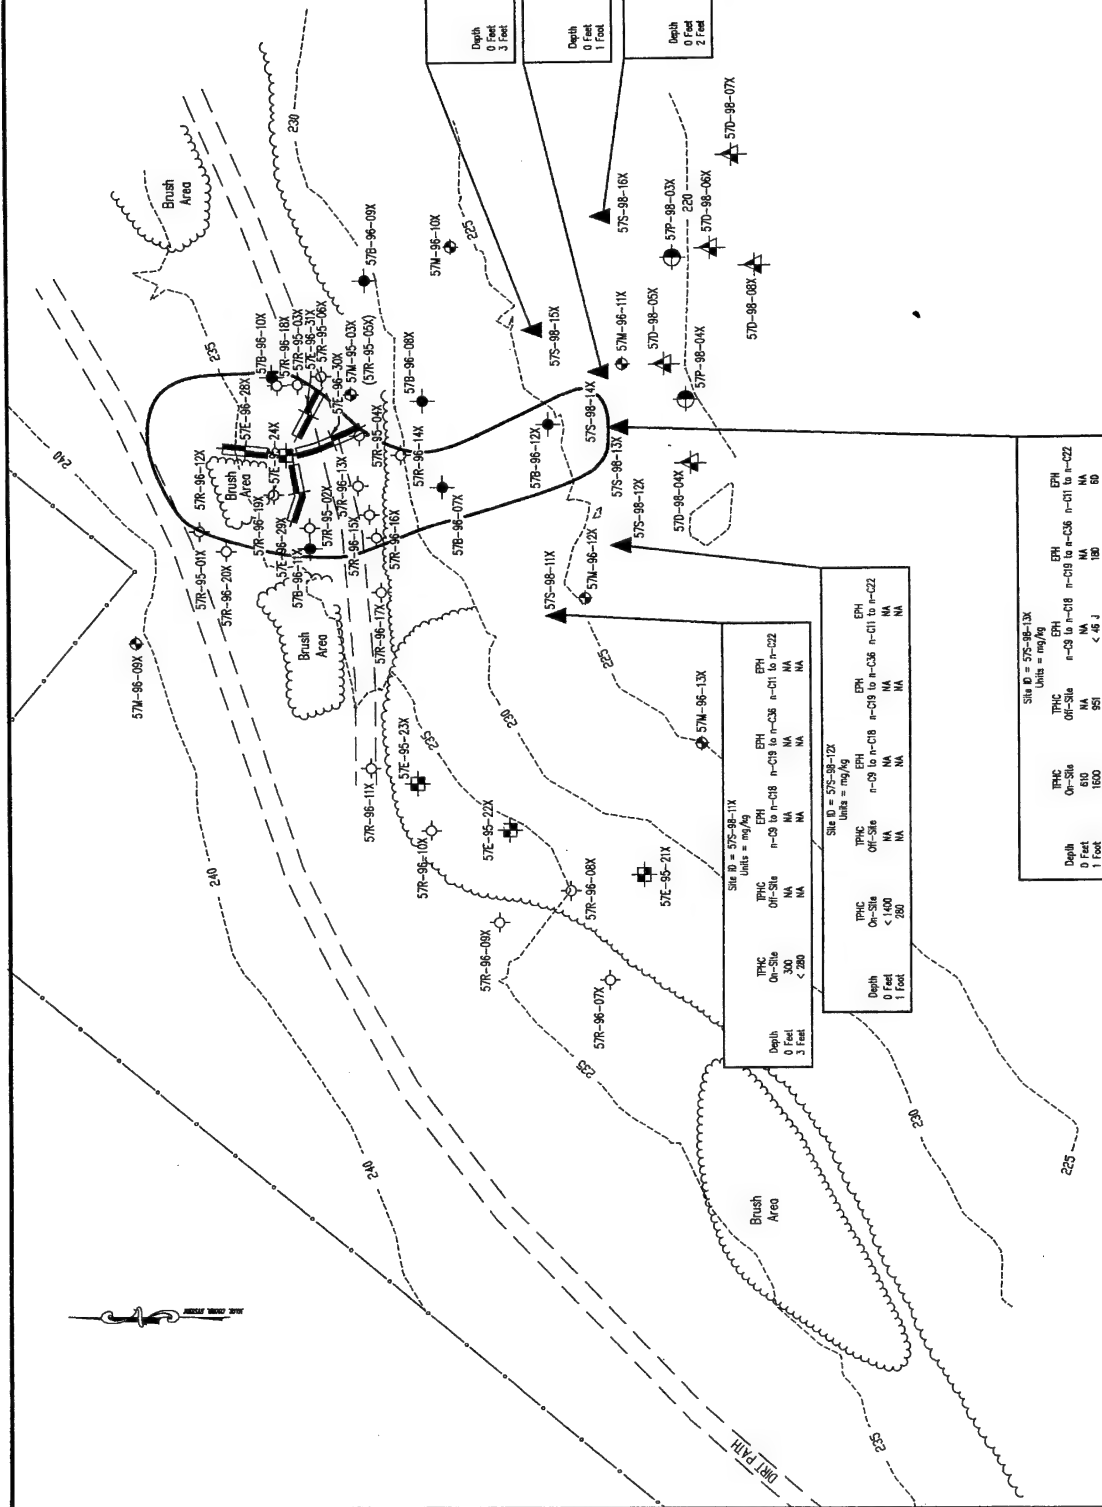 Depth
0 Feet
3 Feet
Depth
0 Feet
1 Foot
Depth
0 Feet
2 Feet
230
Brush
Area
235
240
225
220
57B-96-09X
57M-96-10X
57S-98-16X
57P-98-03X
57D-98-06X
57D-98-07X
57D-98-08X
57S-98-15X
57M-96-11X
57D-98-05X
57P-98-04X
57B-96-10X
57R-96-18X
57R-95-03X
57E-96-31X
57R-95-06X
57E-96-30X
57M-95-03X
(57R-95-05X)
57B-96-08X
57E-96-28X
57R-95-04X
57R-96-14X
57B-96-12X
57S-98-14X
57S-98-13X
57R-96-12X
Brush
Area
57R-96-19X
57R-96-13X
57R-95-02X
57E-96-29X
57R-96-15X
57R-96-16X
57B-96-07X
57S-98-12X
57D-98-04X
57R-95-01X
57R-96-20X
57B-96-11X
57R-96-17X
57S-98-11X
57M-96-12X
225
57M-96-09X
Brush
Area
235
230
57M-96-13X
57R-96-11X
57E-95-23X
57R-96-10X
57E-95-22X
240
57R-96-08X
57E-95-21X
57R-96-09X
57R-96-07X
235
240
230
225
Brush
Area
235
DIRT PATH
Site ID = 57S-98-11X
Units = mg/kg
TPHC TPHC EPH EPH EPH
Depth On-Site Off-Site n-C9 to n-C18 n-C19 to n-C36 n-C11 to n-C22
0 Feet 300 NA NA NA NA
3 Feet < 280 NA NA NA NA
Site ID = 57S-98-12X
Units = mg/kg
TPHC TPHC EPH EPH EPH
Depth On-Site Off-Site n-C9 to n-C18 n-C19 to n-C36 n-C11 to n-C22
0 Feet < 1400 NA NA NA NA
1 Foot 280 NA NA NA NA
Site ID = 57S-98-13X
Units = mg/kg
TPHC TPHC EPH EPH EPH
Depth On-Site Off-Site n-C9 to n-C18 n-C19 to n-C36 n-C11 to n-C22
0 Feet 610 NA NA NA NA
1 Foot 1600 951 < 45 J 180 60